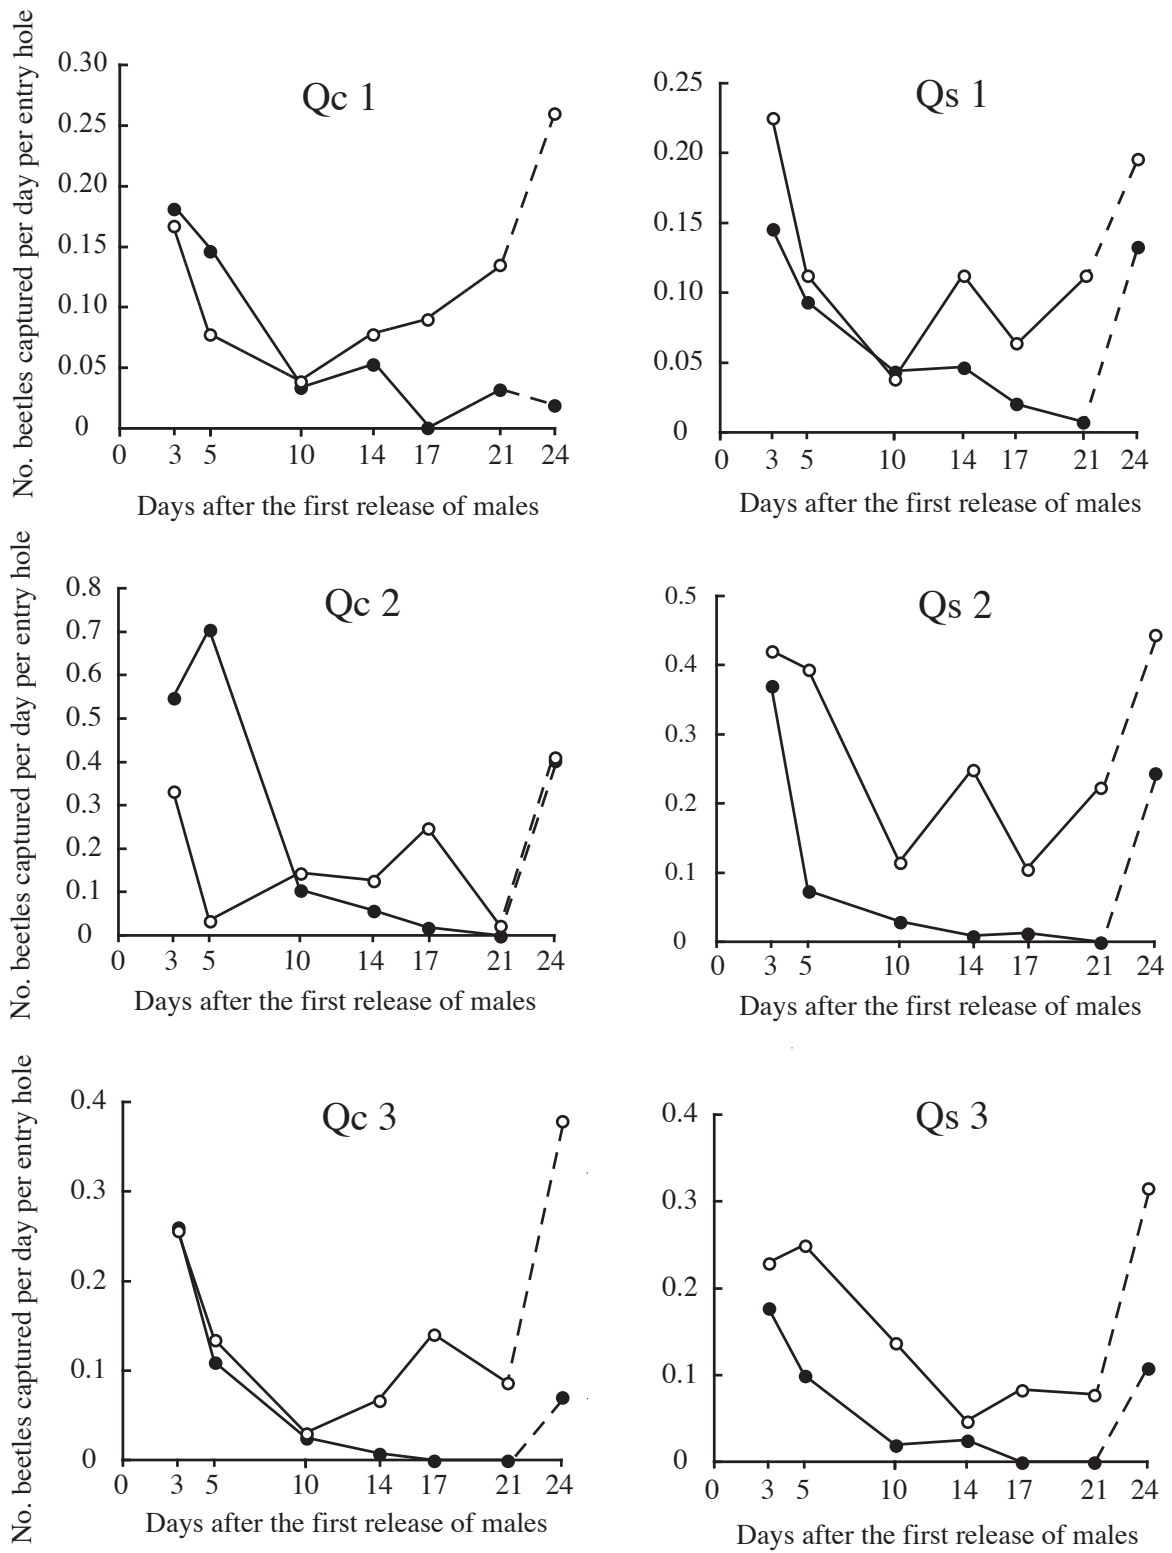 No. beetles captured per day per entry hole
Qc 1
0.30
0.25
0.20
0.15
0.10
0.05
0
0 3 5 10 14 17 21 24
Days after the first release of males
Qs 1
0.25
0.20
0.15
0.10
0.05
0
0 3 5 10 14 17 21 24
Days after the first release of males
No. beetles captured per day per entry hole
Qc 2
0.8
0.7
0.6
0.5
0.4
0.3
0.2
0.1
0
0 3 5 10 14 17 21 24
Days after the first release of males
Qs 2
0.5
0.4
0.3
0.2
0.1
0
0 3 5 10 14 17 21 24
Days after the first release of males
No. beetles captured per day per entry hole
Qc 3
0.4
0.3
0.2
0.1
0
0 3 5 10 14 17 21 24
Days after the first release of males
Qs 3
0.4
0.3
0.2
0.1
0
0 3 5 10 14 17 21 24
Days after the first release of males